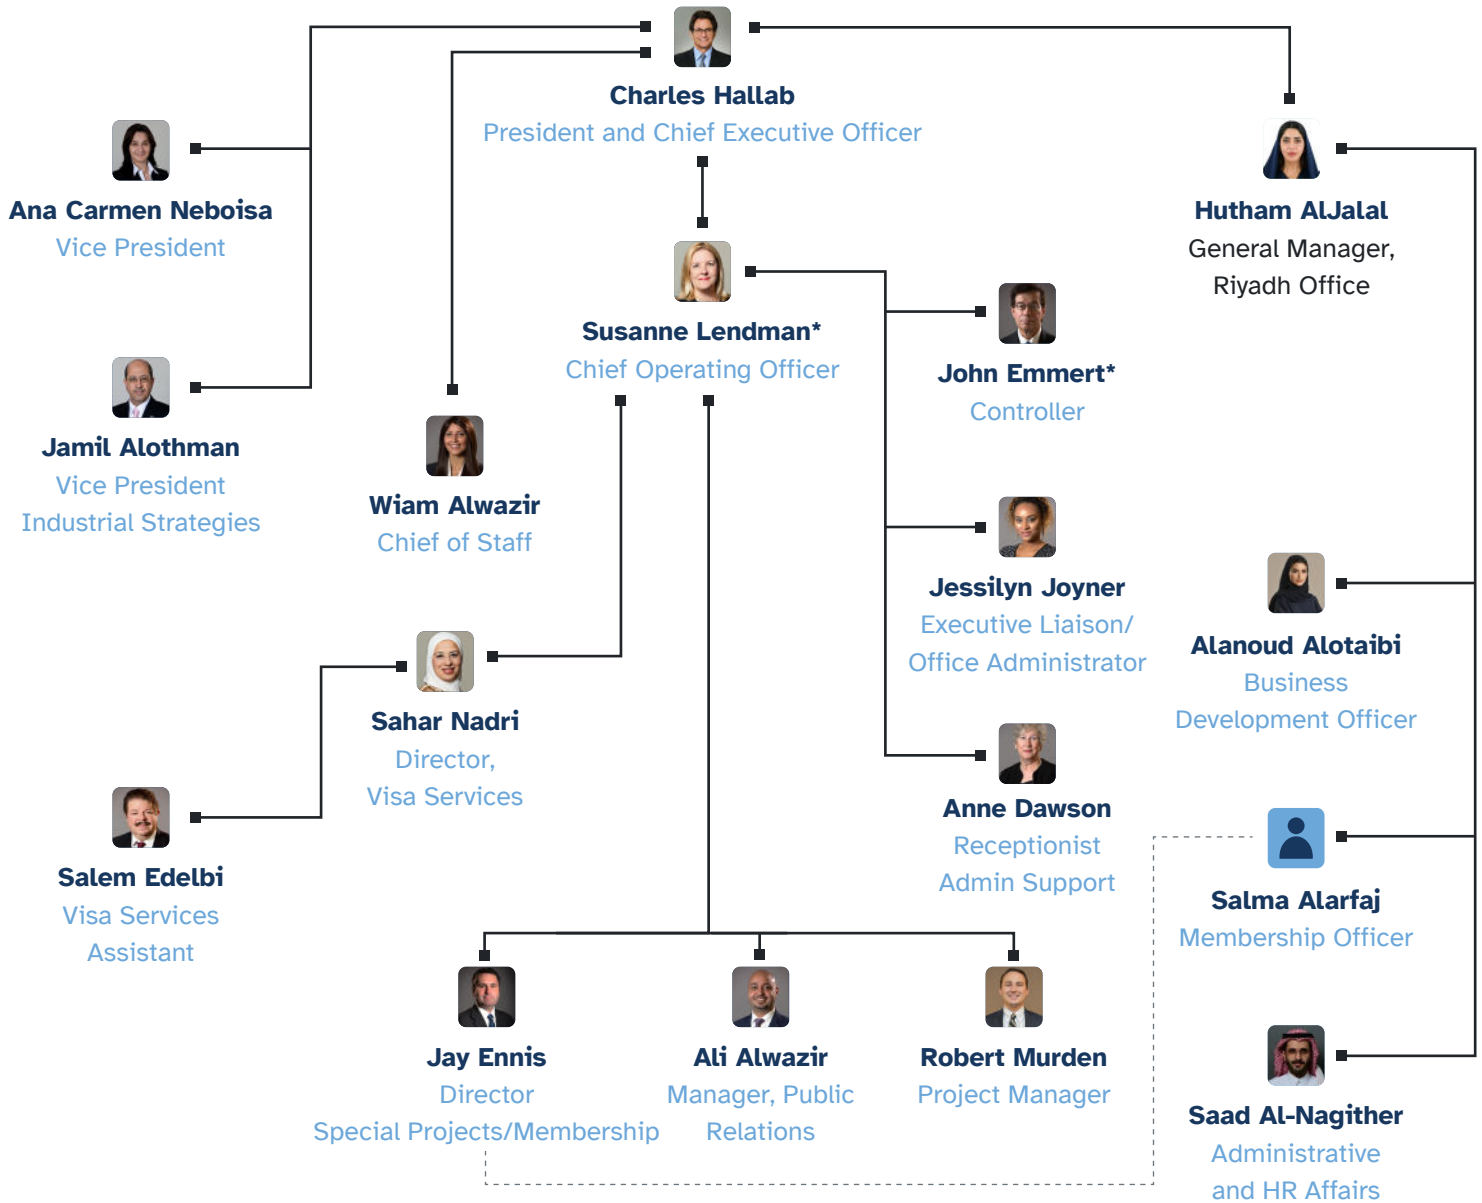 Charles Hallab
President and Chief Executive Officer
Ana Carmen Neboisa
Vice President
Hutham AlJalal
General Manager,
Riyadh Office
Susanne Lendman*
Chief Operating Officer
John Emmert*
Controller
Jamil Alothman
Vice President
Industrial Strategies
Wiam Alwazir
Chief of Staff
Jessilyn Joyner
Executive Liaison/
Office Administrator
Alanoud Alotaibi
Business
Development Officer
Sahar Nadri
Director,
Visa Services
Anne Dawson
Receptionist
Admin Support
Salem Edelbi
Visa Services
Assistant
Salma Alarfaj
Membership Officer
Jay Ennis
Director
Special Projects/Membership
Ali Alwazir
Manager, Public
Relations
Robert Murden
Project Manager
Saad Al-Nagither
Administrative
and HR Affairs